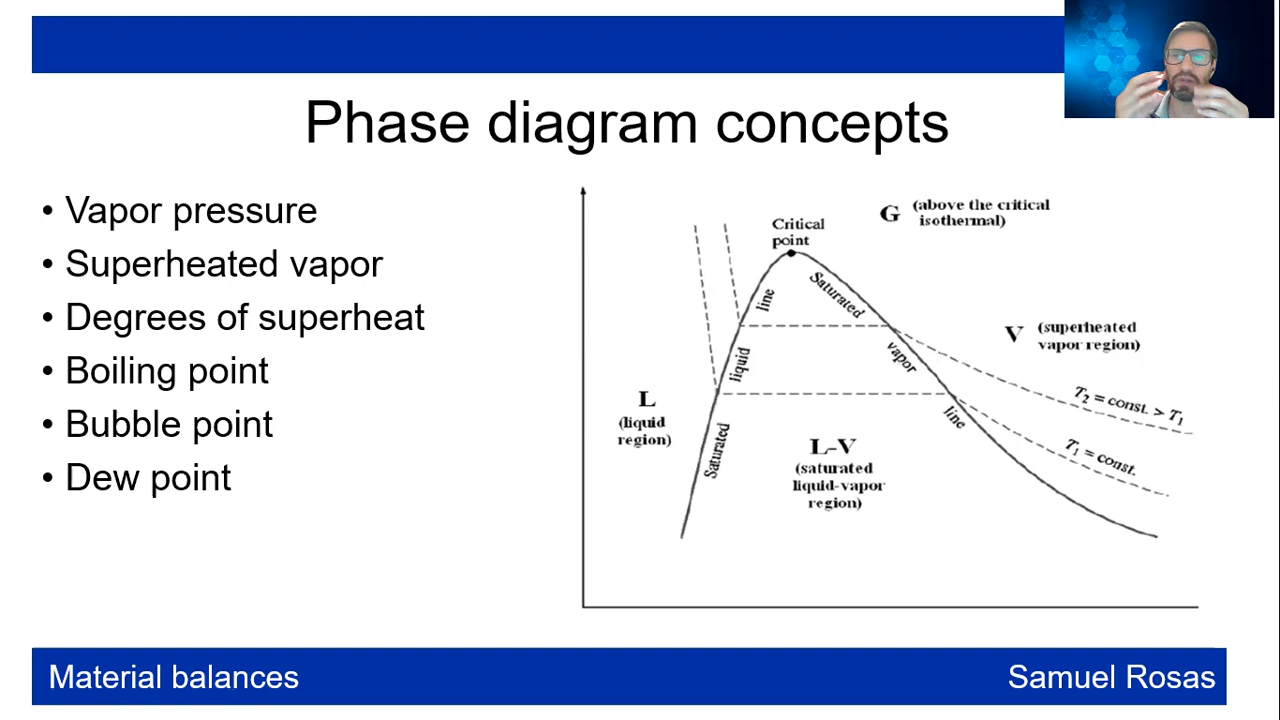 Phase diagram concepts
• Vapor pressure
• Superheated vapor
• Degrees of superheat
• Boiling point
• Bubble point
• Dew point
G (above the critical
isothermal)
Critical
point
Saturated
liquid
line
Saturated
vapor
line
V (superheated
vapor region)
L
(liquid
region)
L-V
(saturated
liquid-vapor
region)
T₂ = const. > T₁
T₁ = const.
Material balances
Samuel Rosas